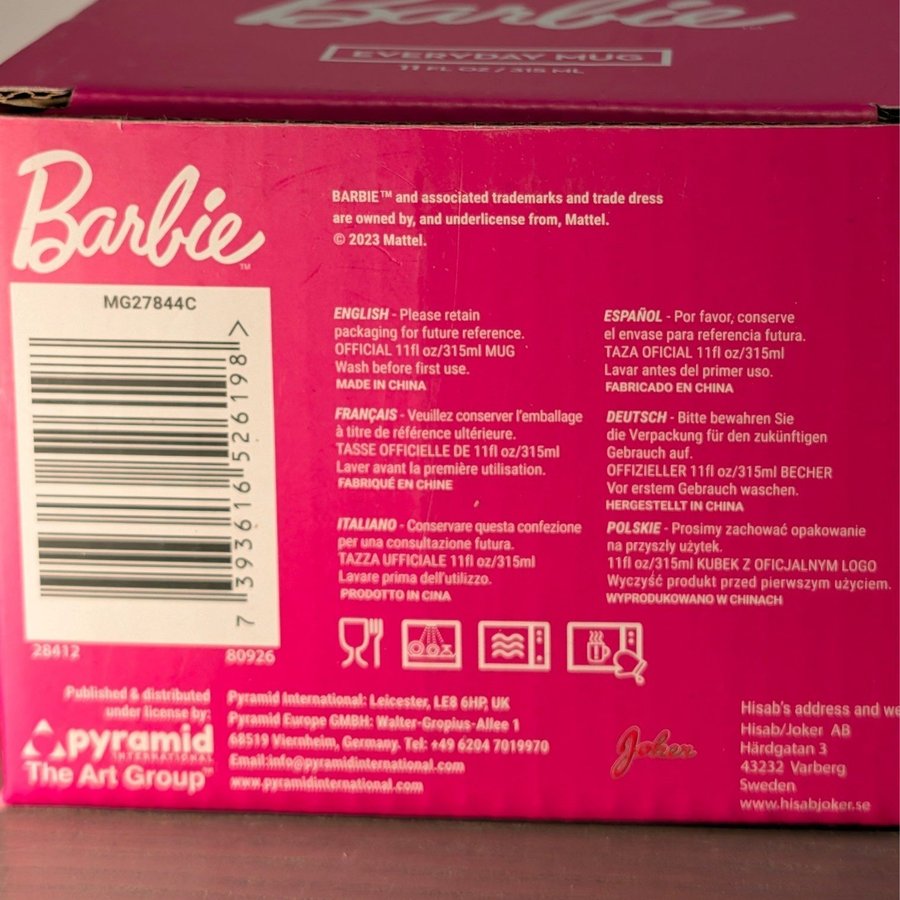 Barbie™
EVERYDAY MUG
11 FL OZ / 315 ML
Barbie™
BARBIE™ and associated trademarks and trade dress
are owned by, and underlicense from, Mattel.
© 2023 Mattel.
MG27844C
7 393616 526198 >
28412
80926
ENGLISH - Please retain
packaging for future reference.
OFFICIAL 11fl oz/315ml MUG
Wash before first use.
MADE IN CHINA
ESPAÑOL - Por favor, conserve
el envase para referencia futura.
TAZA OFICIAL 11fl oz/315ml
Lavar antes del primer uso.
FABRICADO EN CHINA
FRANÇAIS - Veuillez conserver l'emballage
à titre de référence ultérieure.
TASSE OFFICIELLE DE 11fl oz/315ml
Laver avant la première utilisation.
FABRIQUÉ EN CHINE
DEUTSCH - Bitte bewahren Sie
die Verpackung für den zukünftigen
Gebrauch auf.
OFFIZIELLER 11fl oz/315ml BECHER
Vor erstem Gebrauch waschen.
HERGESTELLT IN CHINA
ITALIANO - Conservare questa confezione
per una consultazione futura.
TAZZA UFFICIALE 11fl oz/315ml
Lavare prima dell'utilizzo.
PRODOTTO IN CINA
POLSKIE - Prosimy zachować opakowanie
na przyszły użytek.
11fl oz/315ml KUBEK Z OFICJALNYM LOGO
Wyczyść produkt przed pierwszym użyciem.
WYPRODUKOWANO W CHINACH
Published & distributed
under license by:
pyramid
INTERNATIONAL
The Art Group™
Pyramid International: Leicester, LE8 6HP, UK
Pyramid Europe GMBH: Walter-Gropius-Allee 1
68519 Viernheim, Germany. Tel: +49 6204 7019970
Email:info@pyramidinternational.com
www.pyramidinternational.com
Joker
Hisab's address and we
Hisab/Joker AB
Härdgatan 3
43232 Varberg
Sweden
www.hisabjoker.se